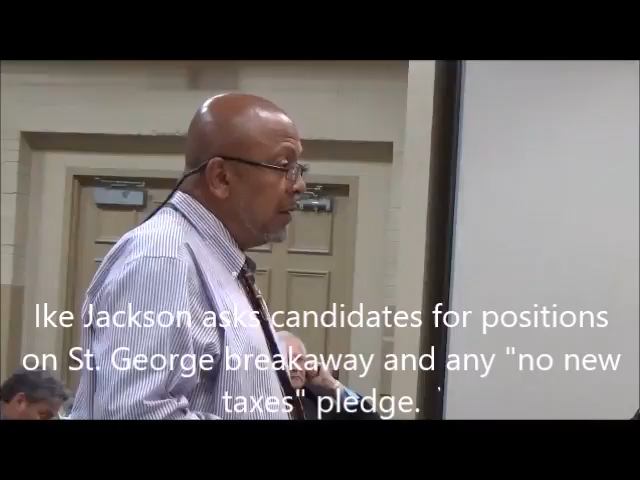 Ike Jackson asks candidates for positions
on St. George breakaway and any "no new
taxes" pledge.